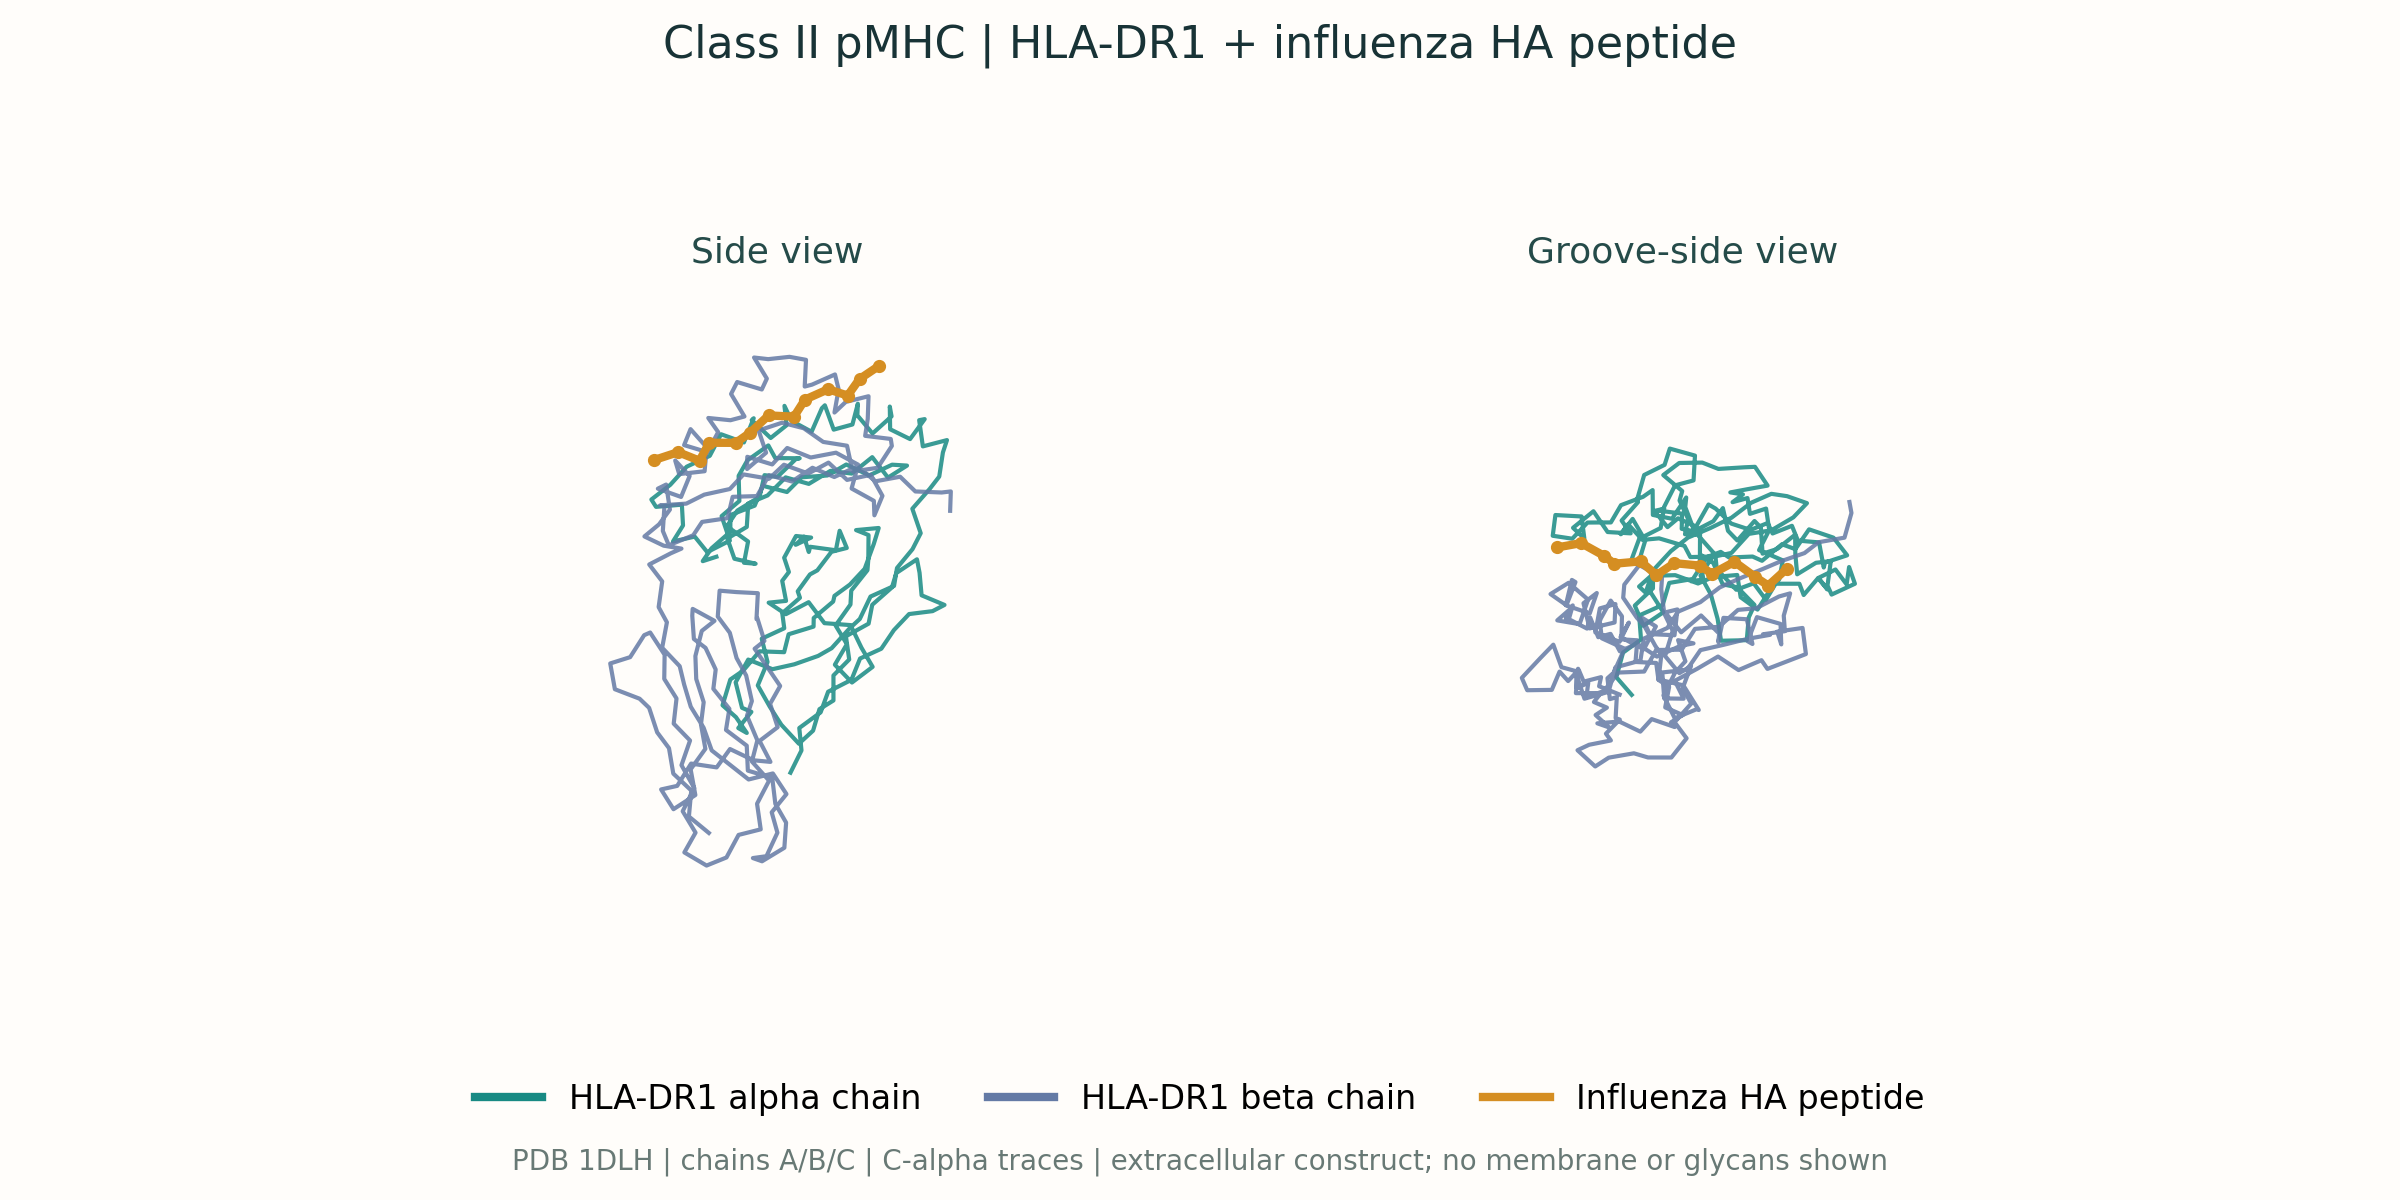 Class II pMHC | HLA-DR1 + influenza HA peptide
Side view
Groove-side view
HLA-DR1 alpha chain
HLA-DR1 beta chain
Influenza HA peptide
PDB 1DLH | chains A/B/C | C-alpha traces | extracellular construct; no membrane or glycans shown